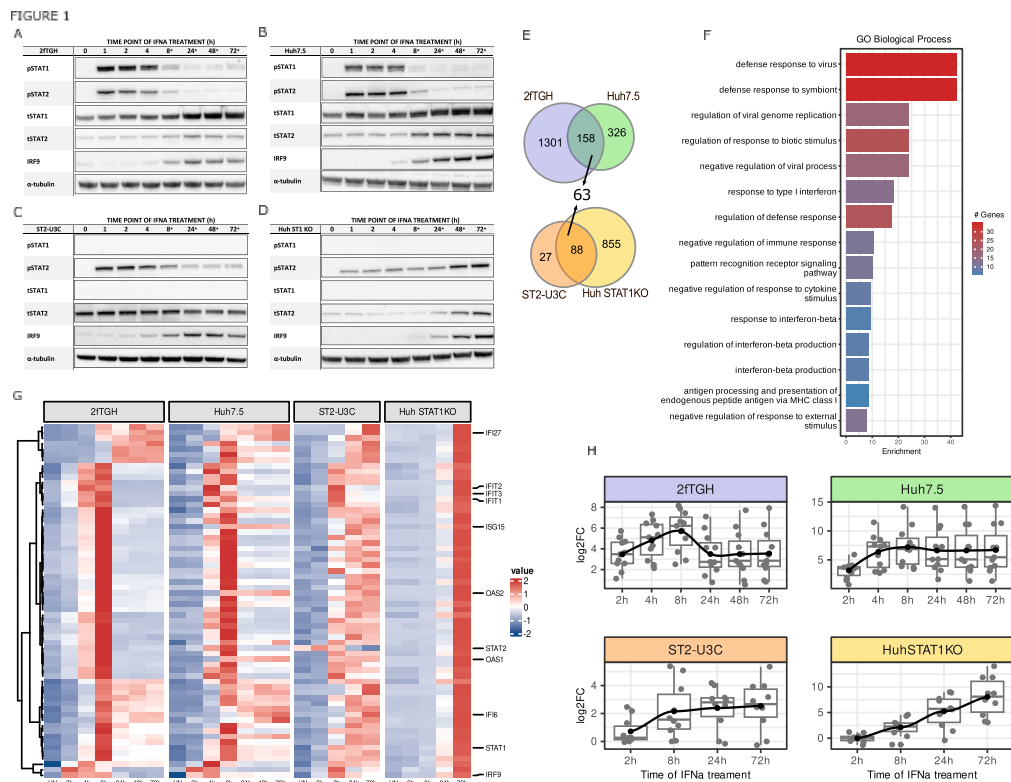 FIGURE 1
A
TIME POINT OF IFNA TREATMENT (h)
2fTGH 0 1 2 4 8* 24* 48* 72*
pSTAT1
pSTAT2
tSTAT1
tSTAT2
IRF9
α-tubulin
B
TIME POINT OF IFNA TREATMENT (h)
Huh7.5 0 1 2 4 8* 24* 48* 72*
pSTAT1
pSTAT2
tSTAT1
tSTAT2
IRF9
α-tubulin
C
TIME POINT OF IFNA TREATMENT (h)
ST2-U3C 0 1 2 4 8* 24* 48* 72*
pSTAT1
pSTAT2
tSTAT1
tSTAT2
IRF9
α-tubulin
D
TIME POINT OF IFNA TREATMENT (h)
Huh ST1 KO 0 1 2 4 8* 24* 48* 72*
pSTAT1
pSTAT2
tSTAT1
tSTAT2
IRF9
α-tubulin
E
2fTGH Huh7.5
1301 158 326
63
27 88 855
ST2-U3C Huh STAT1KO
F
GO Biological Process
defense response to virus
defense response to symbiont
regulation of viral genome replication
regulation of response to biotic stimulus
negative regulation of viral process
response to type I interferon
regulation of defense response
negative regulation of immune response
pattern recognition receptor signaling
pathway
negative regulation of response to cytokine
stimulus
response to interferon-beta
regulation of interferon-beta production
interferon-beta production
antigen processing and presentation of
endogenous peptide antigen via MHC class I
negative regulation of response to external
stimulus
0 10 20 30 40
Enrichment
# Genes
30
20
10
G
2fTGH Huh7.5 ST2-U3C Huh STAT1KO
IFI27
IFIT2
IFIT3
IFIT1
ISG15
OAS2
STAT2
OAS1
IFI6
STAT1
IRF9
value
2
1
0
-1
-2
H
2fTGH
log2FC
8
6
4
2
2h 4h 8h 24h 48h 72h
Huh7.5
15
10
5
2h 4h 8h 24h 48h 72h
ST2-U3C
log2FC
4
2
0
2h 8h 24h 72h
Time of IFNa treament
HuhSTAT1KO
10
5
0
2h 8h 24h 72h
Time of IFNa treament